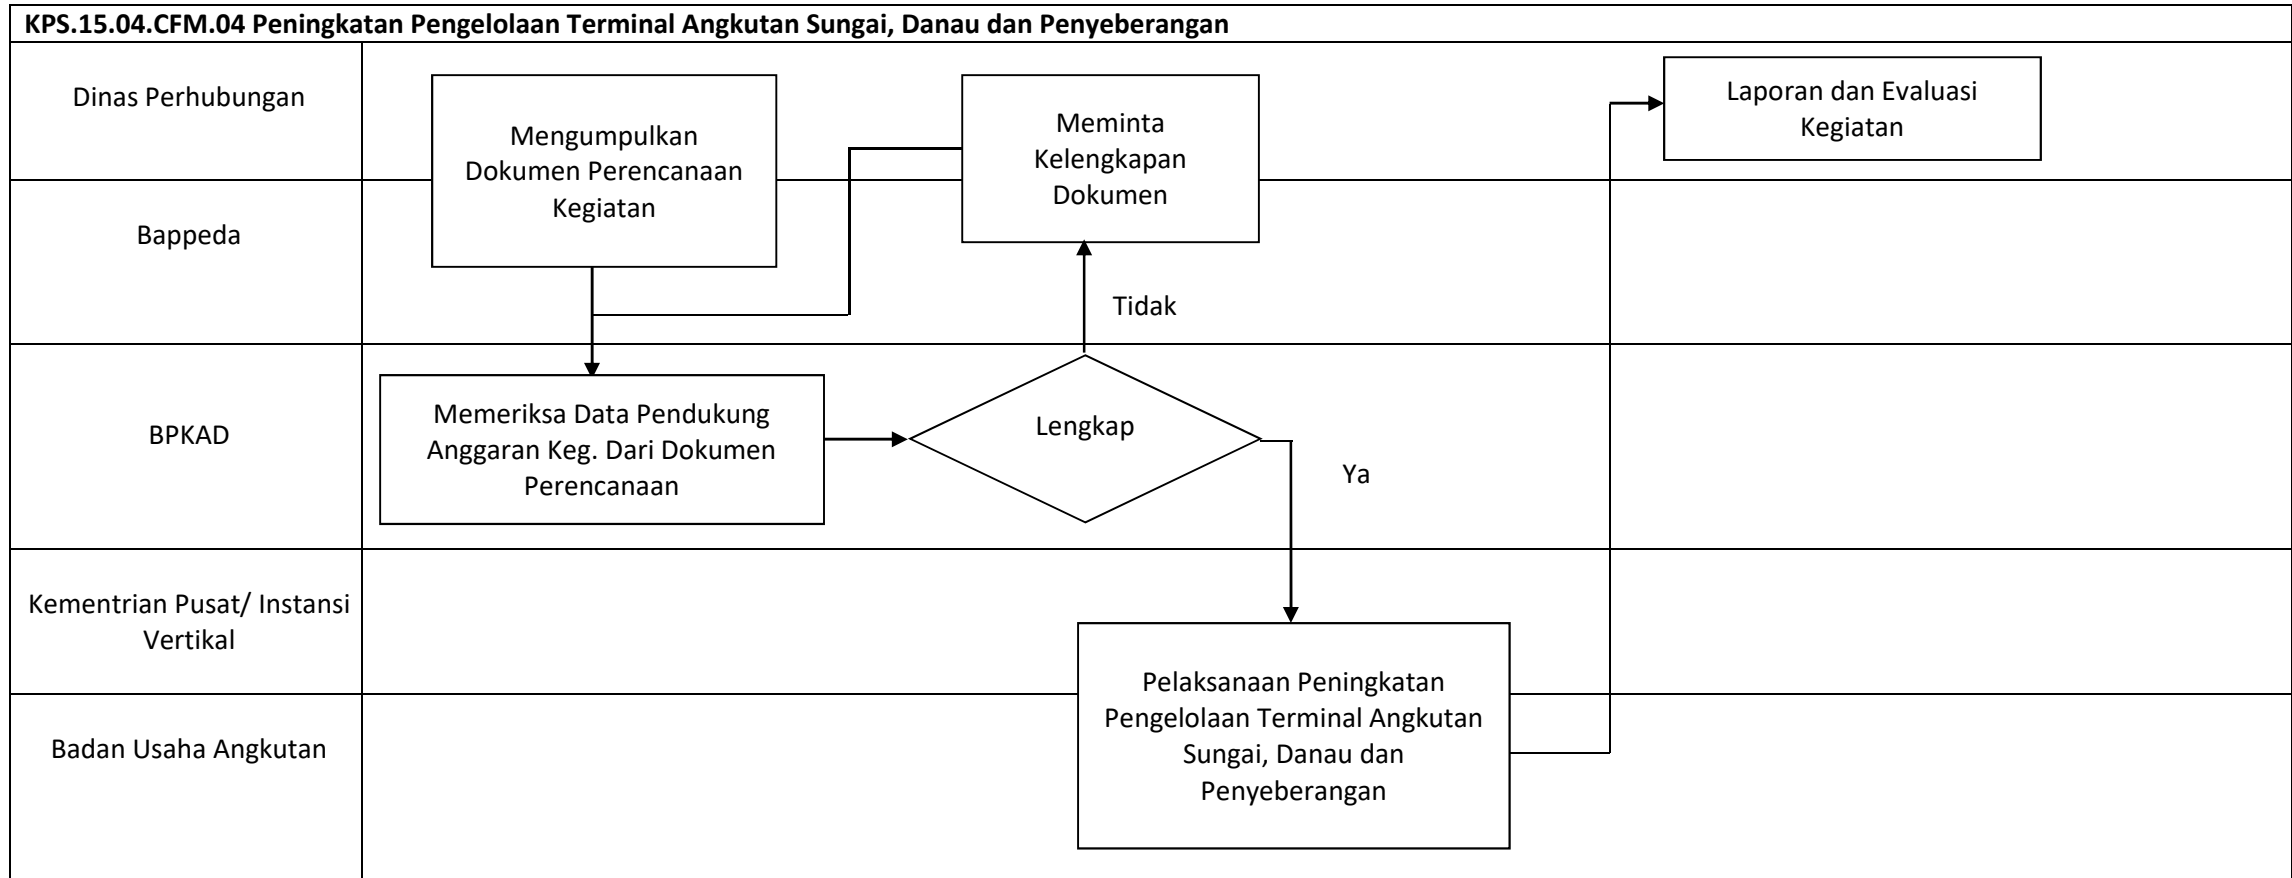 KPS.15.04.CFM.04 Peningkatan Pengelolaan Terminal Angkutan Sungai, Danau dan Penyeberangan
Dinas Perhubungan
Mengumpulkan
Dokumen Perencanaan
Kegiatan
Meminta
Kelengkapan
Dokumen
Laporan dan Evaluasi
Kegiatan
Bappeda
Tidak
BPKAD
Memeriksa Data Pendukung
Anggaran Keg. Dari Dokumen
Perencanaan
Lengkap
Ya
Kementrian Pusat/ Instansi
Vertikal
Pelaksanaan Peningkatan
Pengelolaan Terminal Angkutan
Sungai, Danau dan
Penyeberangan
Badan Usaha Angkutan